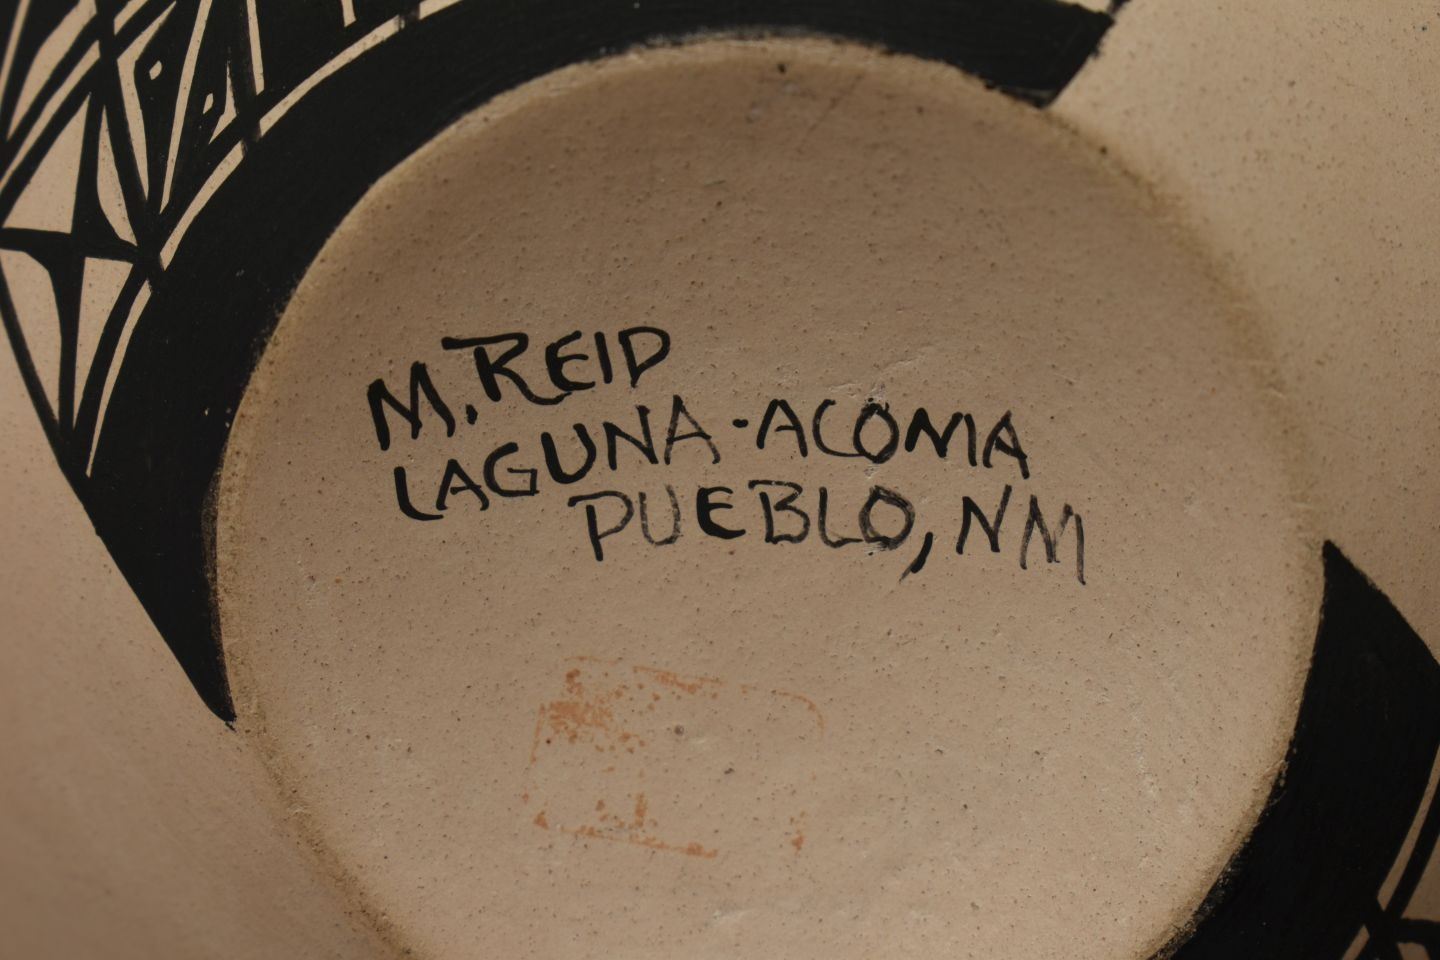 M. REID
LAGUNA-ACOMA
PUEBLO, NM